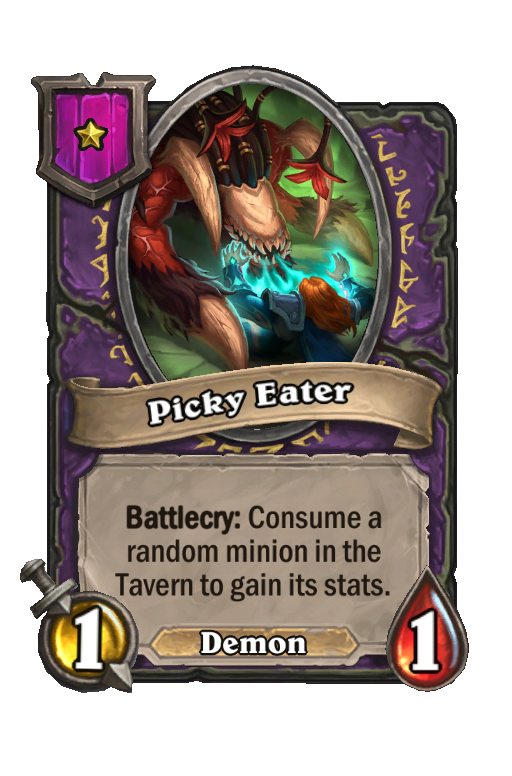 Picky Eater
Battlecry: Consume a
random minion in the
Tavern to gain its stats.
1
Demon
1